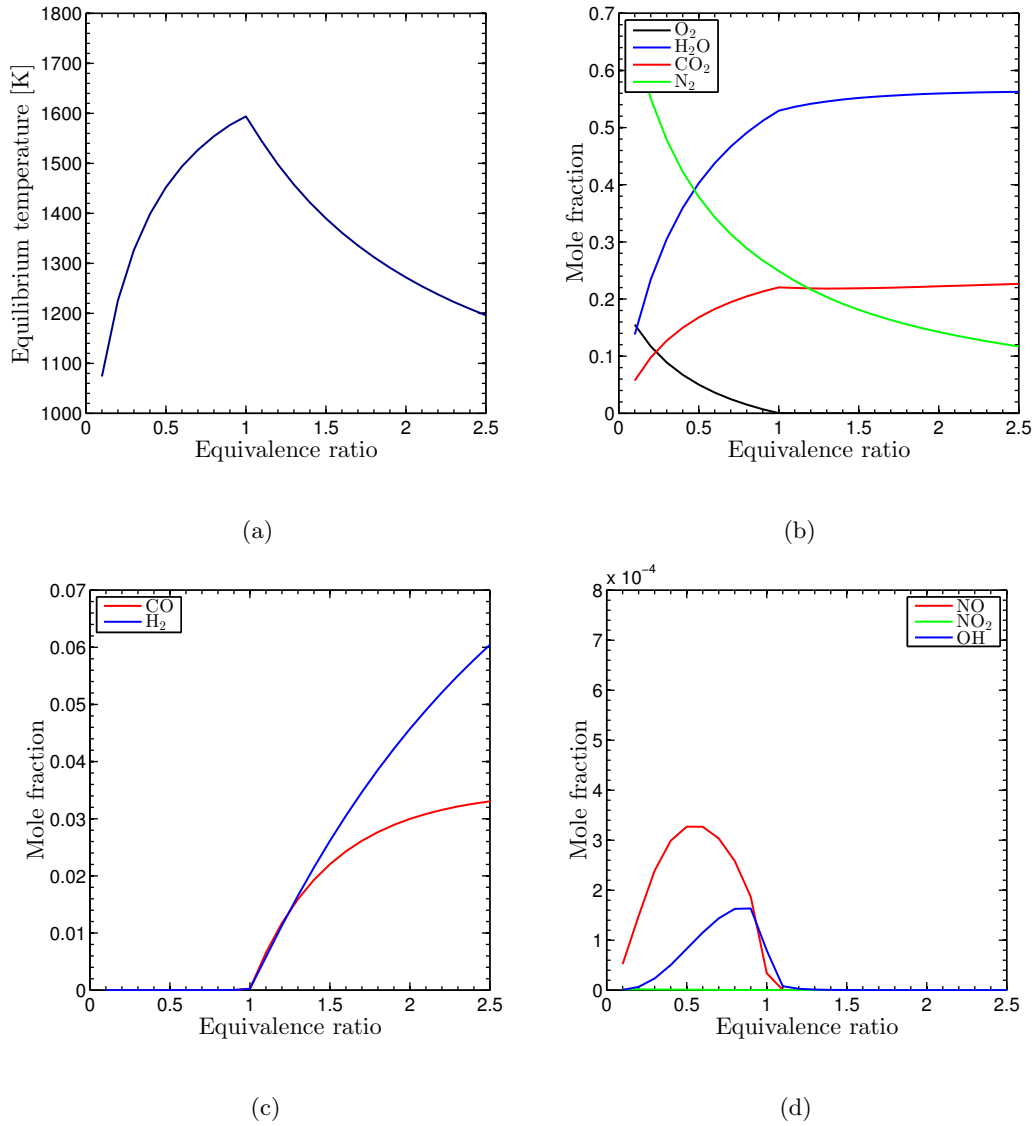 1800
1700
1600
1500
1400
1300
1200
1100
1000
0 0.5 1 1.5 2 2.5
Equilibrium temperature [K]
Equivalence ratio
(a)
0.7
0.6
0.5
0.4
0.3
0.2
0.1
0
0 0.5 1 1.5 2 2.5
Mole fraction
Equivalence ratio
O₂
H₂O
CO₂
N₂
(b)
0.07
0.06
0.05
0.04
0.03
0.02
0.01
0
0 0.5 1 1.5 2 2.5
Mole fraction
Equivalence ratio
CO
H₂
(c)
x 10⁻⁴
8
7
6
5
4
3
2
1
0
0 0.5 1 1.5 2 2.5
Mole fraction
Equivalence ratio
NO
NO₂
OH
(d)